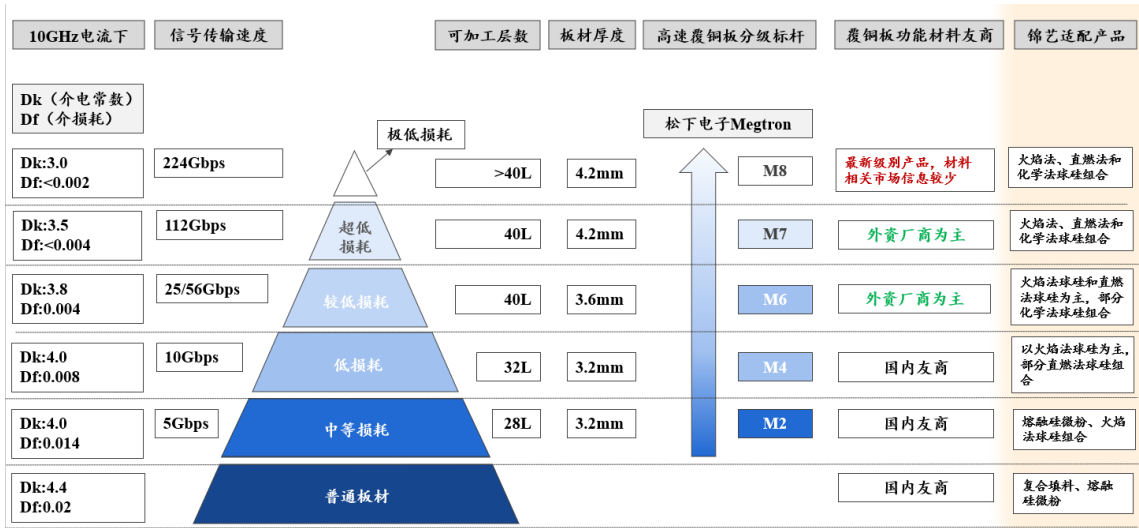 10GHz电流下
信号传输速度
可加工层数
板材厚度
高速覆铜板分级标杆
覆铜板功能材料友商
锦艺适配产品
Dk（介电常数）
Df（介损耗）
极低损耗
松下电子Megtron
Dk:3.0
Df:<0.002
224Gbps
>40L
4.2mm
M8
最新级别产品，材料
相关市场信息较少
火焰法、直燃法和
化学法球硅组合
Dk:3.5
Df:<0.004
112Gbps
超低
损耗
40L
4.2mm
M7
外资厂商为主
火焰法、直燃法和
化学法球硅组合
Dk:3.8
Df:0.004
25/56Gbps
较低损耗
40L
3.6mm
M6
外资厂商为主
火焰法球硅和直燃
法球硅为主，部分
化学法球硅组合
Dk:4.0
Df:0.008
10Gbps
低损耗
32L
3.2mm
M4
国内友商
以火焰法球硅为主，
部分直燃法球硅组
合
Dk:4.0
Df:0.014
5Gbps
中等损耗
28L
3.2mm
M2
国内友商
熔融硅微粉、火焰
法球硅组合
Dk:4.4
Df:0.02
普通板材
国内友商
复合填料、熔融
硅微粉